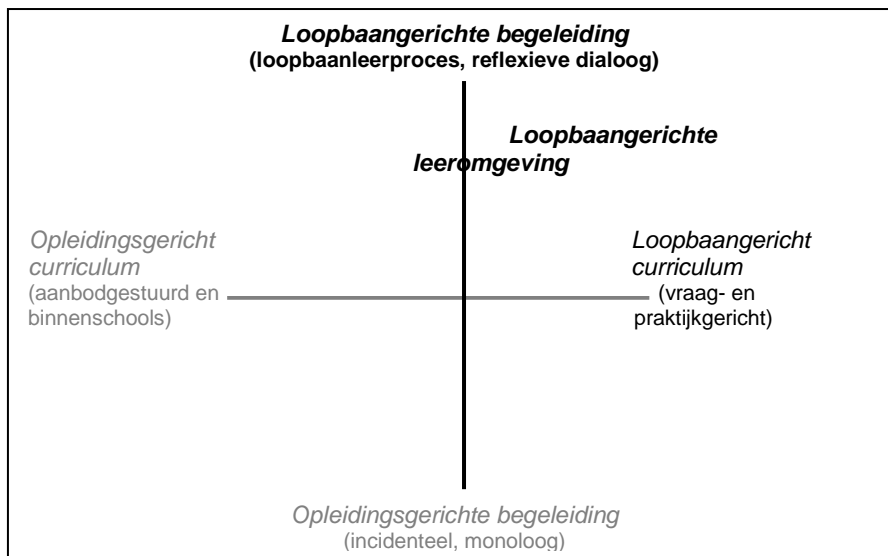 Loopbaangerichte begeleiding
(loopbaanleerproces, reflexieve dialoog)
Loopbaangerichte
leeromgeving
Opleidingsgericht
curriculum
(aanbodgestuurd en
binnenschools)
Loopbaangericht
curriculum
(vraag- en
praktijkgericht)
Opleidingsgerichte begeleiding
(incidenteel, monoloog)